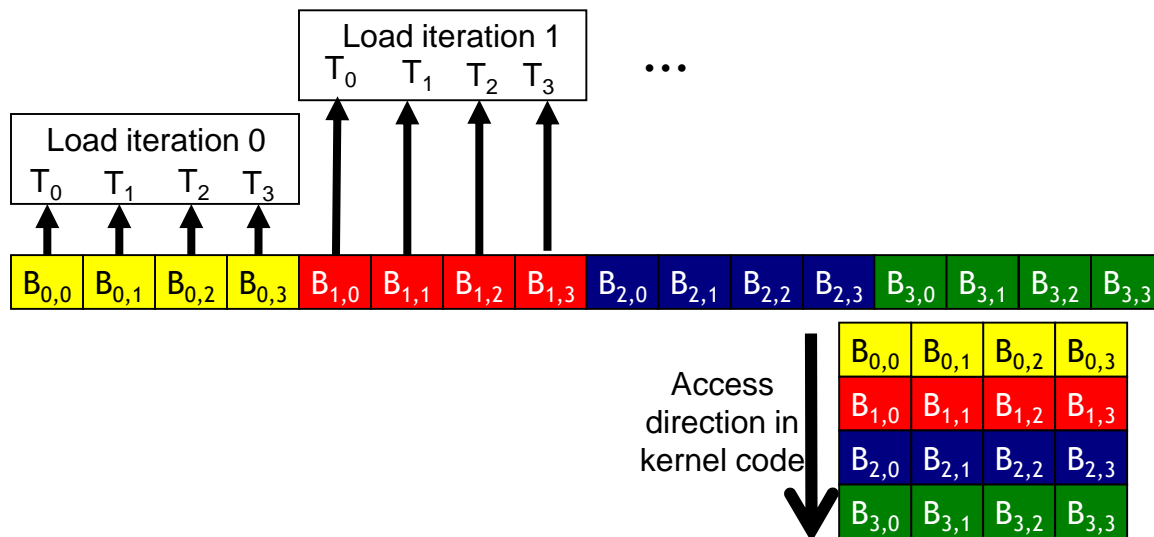 Load iteration 1
T0 T1 T2 T3
...
Load iteration 0
T0 T1 T2 T3
B0,0 B0,1 B0,2 B0,3 B1,0 B1,1 B1,2 B1,3 B2,0 B2,1 B2,2 B2,3 B3,0 B3,1 B3,2 B3,3
Access
direction in
kernel code
B0,0 B0,1 B0,2 B0,3
B1,0 B1,1 B1,2 B1,3
B2,0 B2,1 B2,2 B2,3
B3,0 B3,1 B3,2 B3,3